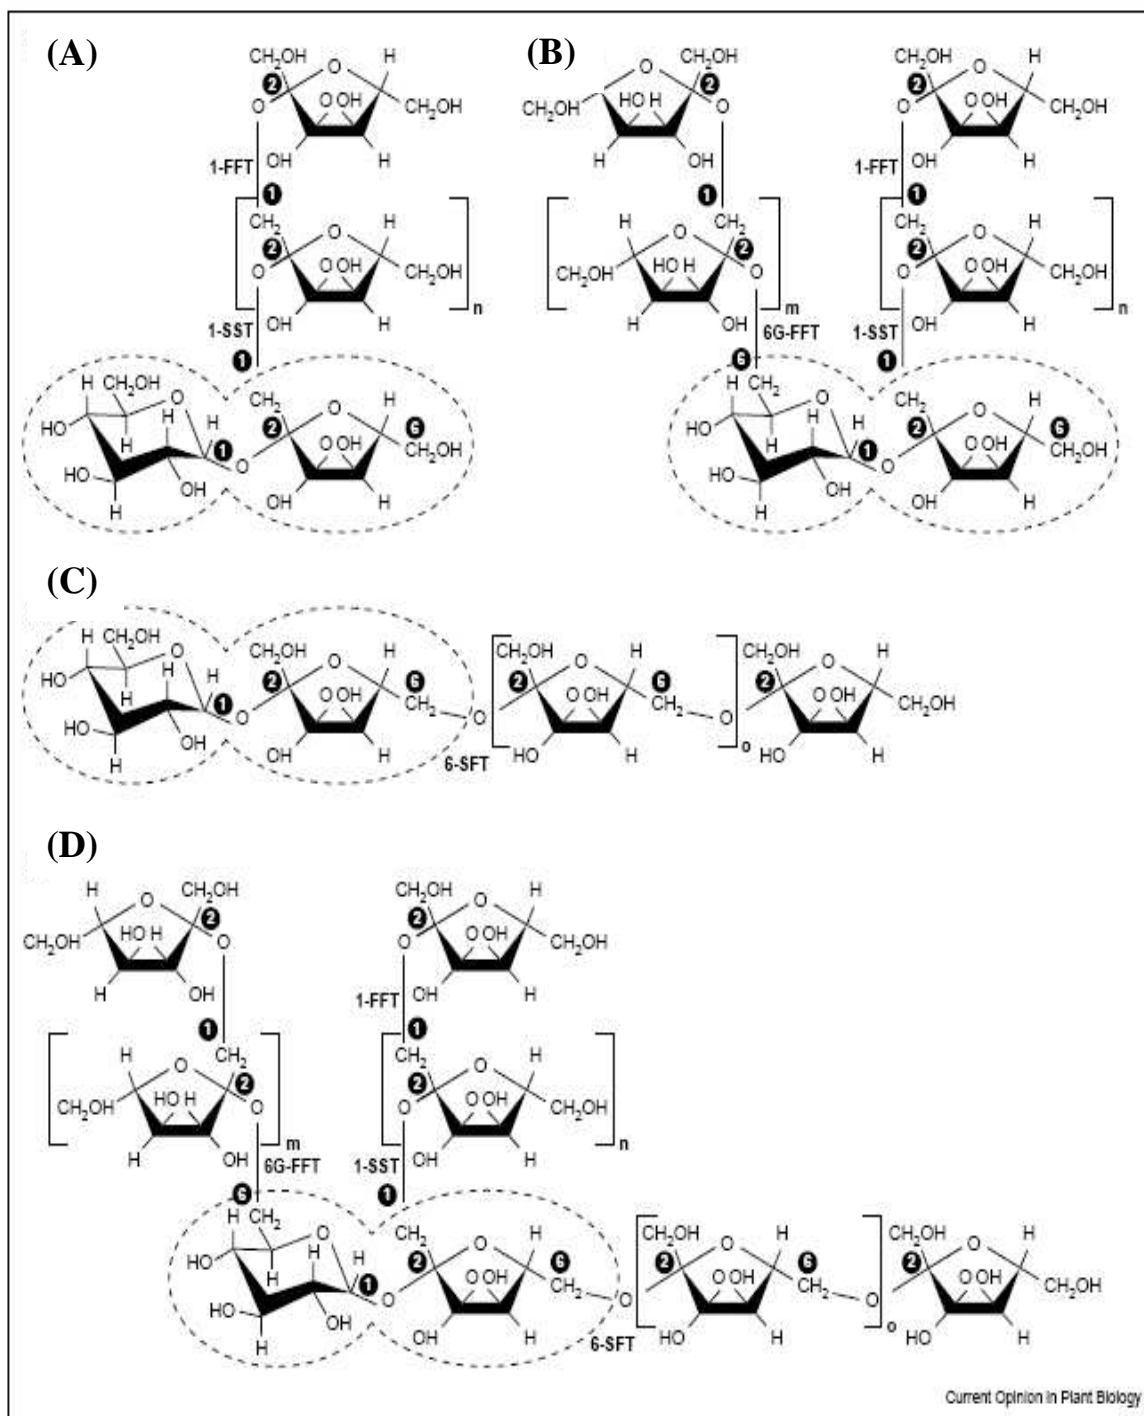 (A)
CH2OH O H
2
O O OH CH2OH
1-FFT OH H
1
CH2 O H
2
O O OH CH2OH
n
1-SST OH H
1
H CH2OH O H H CH2 O H
HO H 1 O 2 O OH 6 CH2OH
HO OH OH H
H
(B)
O CH2OH
2
CH2OH HO H O
H OH
1
H O CH2
2
CH2OH HO H O
m
H OH
6G-FFT
CH2OH O H
2
O O OH CH2OH
1-FFT OH H
1
CH2 O H
2
O O OH CH2OH
n
1-SST OH H
1
6
H CH2 O H H CH2 O H
HO H 1 O 2 O OH 6 CH2OH
HO OH OH H
H
(C)
H CH2OH O H H CH2OH O H CH2OH O H CH2OH O H
HO H 1 O 2 O OH 6 CH2 O 2 O OH 6 CH2 O 2 O OH CH2OH
HO OH OH H 6-SFT HO H o HO H
H
(D)
H O CH2OH
2
CH2OH HO H O
H OH
1
H O CH2
2
CH2OH HO H O
m
H OH
6G-FFT
CH2OH O H
2
O O OH CH2OH
1-FFT OH H
1
CH2 O H
2
O O OH CH2OH
n
1-SST OH H
1
6
H CH2 O H H CH2 O H CH2OH O H CH2OH O H
HO H 1 O 2 O OH 6 CH2 O 2 O OH 6 CH2 O 2 O OH CH2OH
HO OH OH H 6-SFT HO H o HO H
H
Current Opinion in Plant Biology